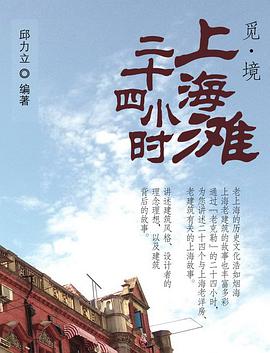 觅·境
上海滩
二十四小时
邱力立 ◎ 编著
老上海的历史文化浩如烟海
上海老建筑的故事也丰富多彩
通过“老克勒”的二十四小时，
为您讲述二十四个与上海老洋房、
老建筑有关的上海故事。
讲述建筑风格、设计者的
理念理想，以及建筑
背后的故事。